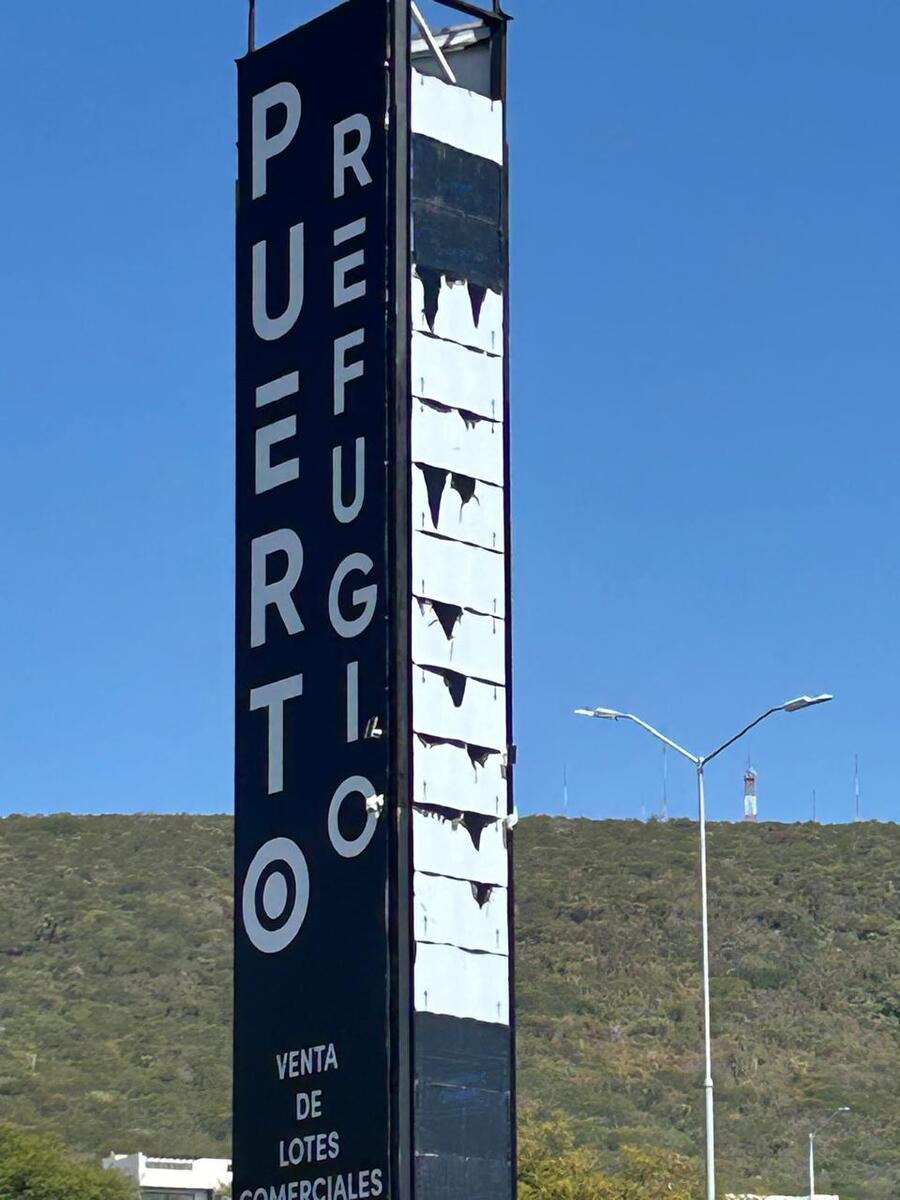 PUERTO
REFUGIO
VENTA
DE
LOTES
COMERCIALES